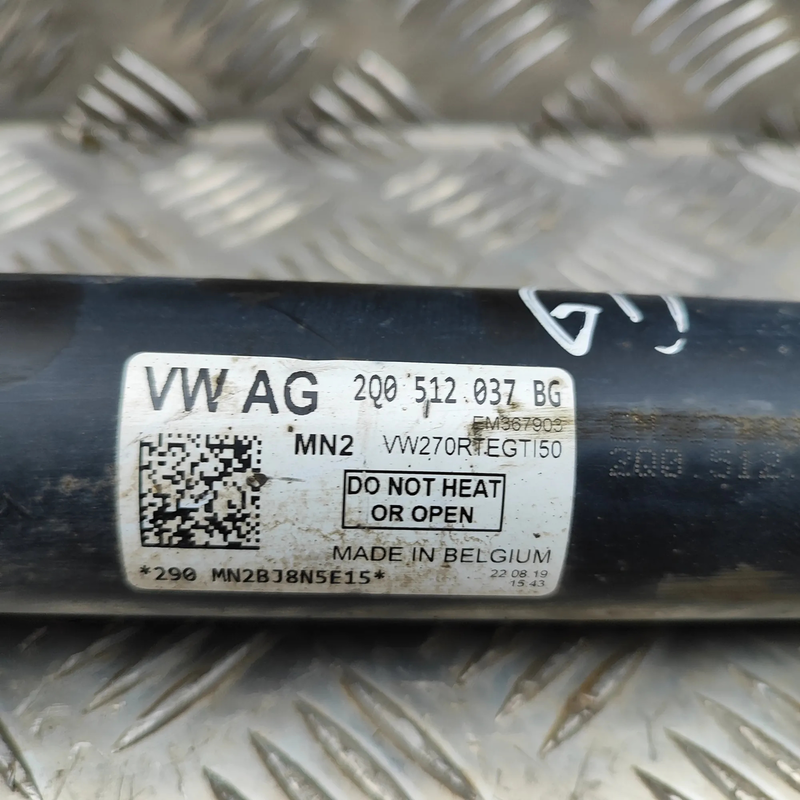 VW AG 2Q0 512 037 BG
EM367903
MN2 VW270RTEGTI50
DO NOT HEAT
OR OPEN
MADE IN BELGIUM
*290 MN2BJ8N5E15*
22.08.19
15:43
2Q0 512